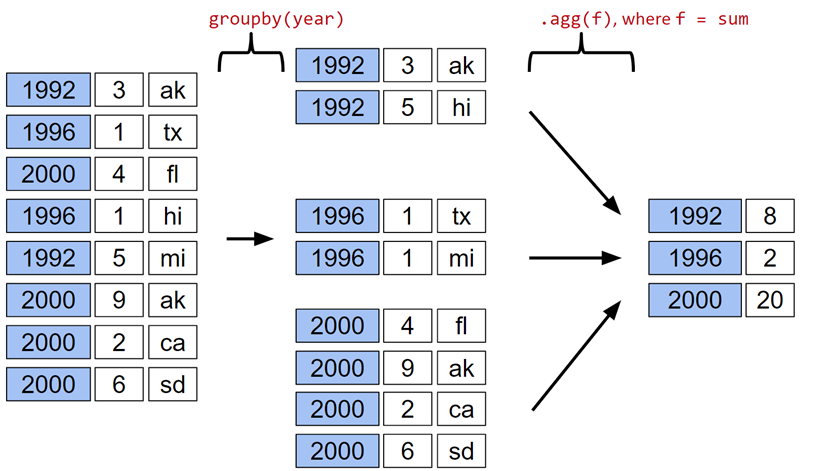 groupby(year)
.agg(f), where f = sum
1992 3 ak
1996 1 tx
2000 4 fl
1996 1 hi
1992 5 mi
2000 9 ak
2000 2 ca
2000 6 sd
1992 3 ak
1992 5 hi
1996 1 tx
1996 1 mi
2000 4 fl
2000 9 ak
2000 2 ca
2000 6 sd
1992 8
1996 2
2000 20